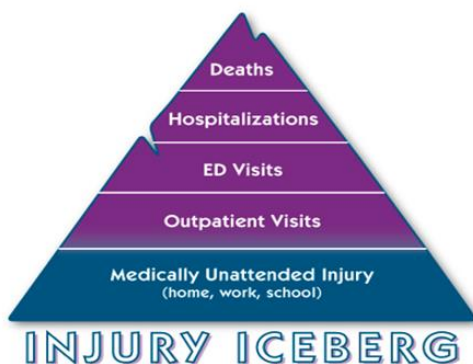 Deaths
Hospitalizations
ED Visits
Outpatient Visits
Medically Unattended Injury
(home, work, school)
INJURY ICEBERG